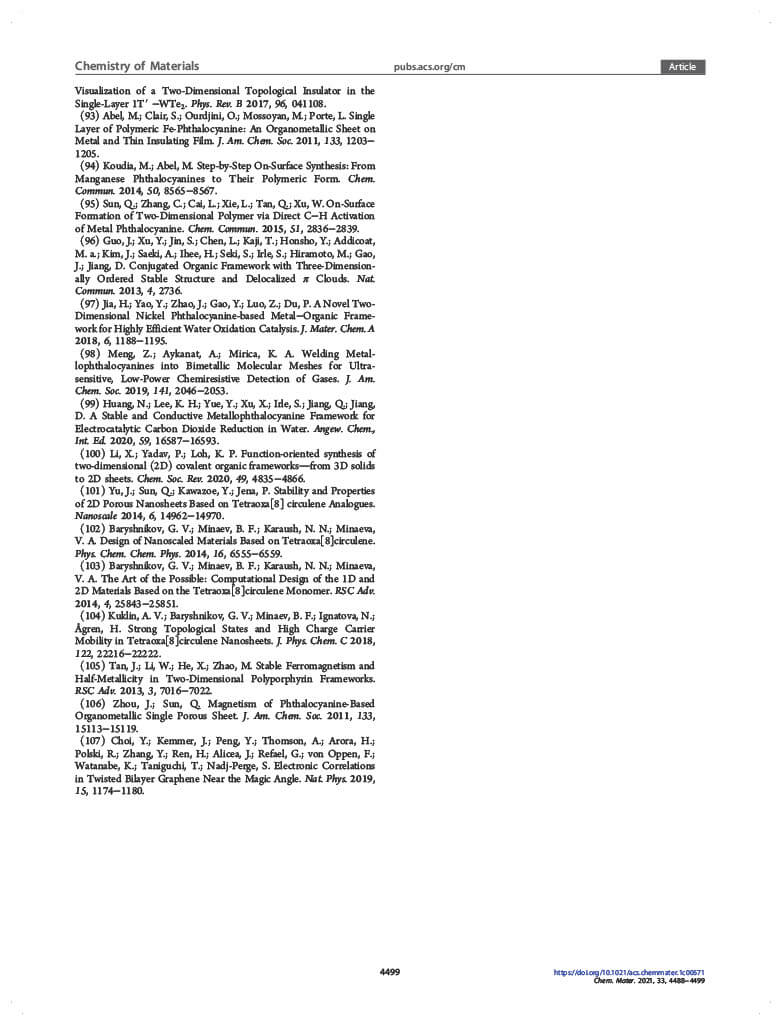 Chemistry of Materials
pubs.acs.org/cm
Article
Visualization of a Two-Dimensional Topological Insulator in the
Single-Layer 1T′ −WTe2. Phys. Rev. B 2017, 96, 041108.
(93) Abel, M.; Clair, S.; Ourdjini, O.; Mossoyan, M.; Porte, L. Single
Layer of Polymeric Fe-Phthalocyanine: An Organometallic Sheet on
Metal and Thin Insulating Film. J. Am. Chem. Soc. 2011, 133, 1203−
1205.
(94) Koudia, M.; Abel, M. Step-by-Step On-Surface Synthesis: From
Manganese Phthalocyanines to Their Polymeric Form. Chem.
Commun. 2014, 50, 8565−8567.
(95) Sun, Q.; Zhang, C.; Cai, L.; Xie, L.; Tan, Q.; Xu, W. On-Surface
Formation of Two-Dimensional Polymer via Direct C−H Activation
of Metal Phthalocyanine. Chem. Commun. 2015, 51, 2836−2839.
(96) Guo, J.; Xu, Y.; Jin, S.; Chen, L.; Kaji, T.; Honsho, Y.; Addicoat,
M. a.; Kim, J.; Saeki, A.; Ihee, H.; Seki, S.; Irle, S.; Hiramoto, M.; Gao,
J.; Jiang, D. Conjugated Organic Framework with Three-Dimension-
ally Ordered Stable Structure and Delocalized π Clouds. Nat.
Commun. 2013, 4, 2736.
(97) Jia, H.; Yao, Y.; Zhao, J.; Gao, Y.; Luo, Z.; Du, P. A Novel Two-
Dimensional Nickel Phthalocyanine-based Metal−Organic Frame-
work for Highly Efficient Water Oxidation Catalysis. J. Mater. Chem. A
2018, 6, 1188−1195.
(98) Meng, Z.; Aykanat, A.; Mirica, K. A. Welding Metal-
lophthalocyanines into Bimetallic Molecular Meshes for Ultra-
sensitive, Low-Power Chemiresistive Detection of Gases. J. Am.
Chem. Soc. 2019, 141, 2046−2053.
(99) Huang, N.; Lee, K. H.; Yue, Y.; Xu, X.; Irle, S.; Jiang, Q.; Jiang,
D. A Stable and Conductive Metallophthalocyanine Framework for
Electrocatalytic Carbon Dioxide Reduction in Water. Angew. Chem.,
Int. Ed. 2020, 59, 16587−16593.
(100) Li, X.; Yadav, P.; Loh, K. P. Function-oriented synthesis of
two-dimensional (2D) covalent organic frameworks—from 3D solids
to 2D sheets. Chem. Soc. Rev. 2020, 49, 4835−4866.
(101) Yu, J.; Sun, Q.; Kawazoe, Y.; Jena, P. Stability and Properties
of 2D Porous Nanosheets Based on Tetraoxa[8] circulene Analogues.
Nanoscale 2014, 6, 14962−14970.
(102) Baryshnikov, G. V.; Minaev, B. F.; Karaush, N. N.; Minaeva,
V. A. Design of Nanoscaled Materials Based on Tetraoxa[8]circulene.
Phys. Chem. Chem. Phys. 2014, 16, 6555−6559.
(103) Baryshnikov, G. V.; Minaev, B. F.; Karaush, N. N.; Minaeva,
V. A. The Art of the Possible: Computational Design of the 1D and
2D Materials Based on the Tetraoxa[8]circulene Monomer. RSC Adv.
2014, 4, 25843−25851.
(104) Kuklin, A. V.; Baryshnikov, G. V.; Minaev, B. F.; Ignatova, N.;
Ågren, H. Strong Topological States and High Charge Carrier
Mobility in Tetraoxa[8]circulene Nanosheets. J. Phys. Chem. C 2018,
122, 22216−22222.
(105) Tan, J.; Li, W.; He, X.; Zhao, M. Stable Ferromagnetism and
Half-Metallicity in Two-Dimensional Polyporphyrin Frameworks.
RSC Adv. 2013, 3, 7016−7022.
(106) Zhou, J.; Sun, Q. Magnetism of Phthalocyanine-Based
Organometallic Single Porous Sheet. J. Am. Chem. Soc. 2011, 133,
15113−15119.
(107) Choi, Y.; Kemmer, J.; Peng, Y.; Thomson, A.; Arora, H.;
Polski, R.; Zhang, Y.; Ren, H.; Alicea, J.; Refael, G.; von Oppen, F.;
Watanabe, K.; Taniguchi, T.; Nadj-Perge, S. Electronic Correlations
in Twisted Bilayer Graphene Near the Magic Angle. Nat. Phys. 2019,
15, 1174−1180.
4499
https://doi.org/10.1021/acs.chemmater.1c00671
Chem. Mater. 2021, 33, 4488−4499